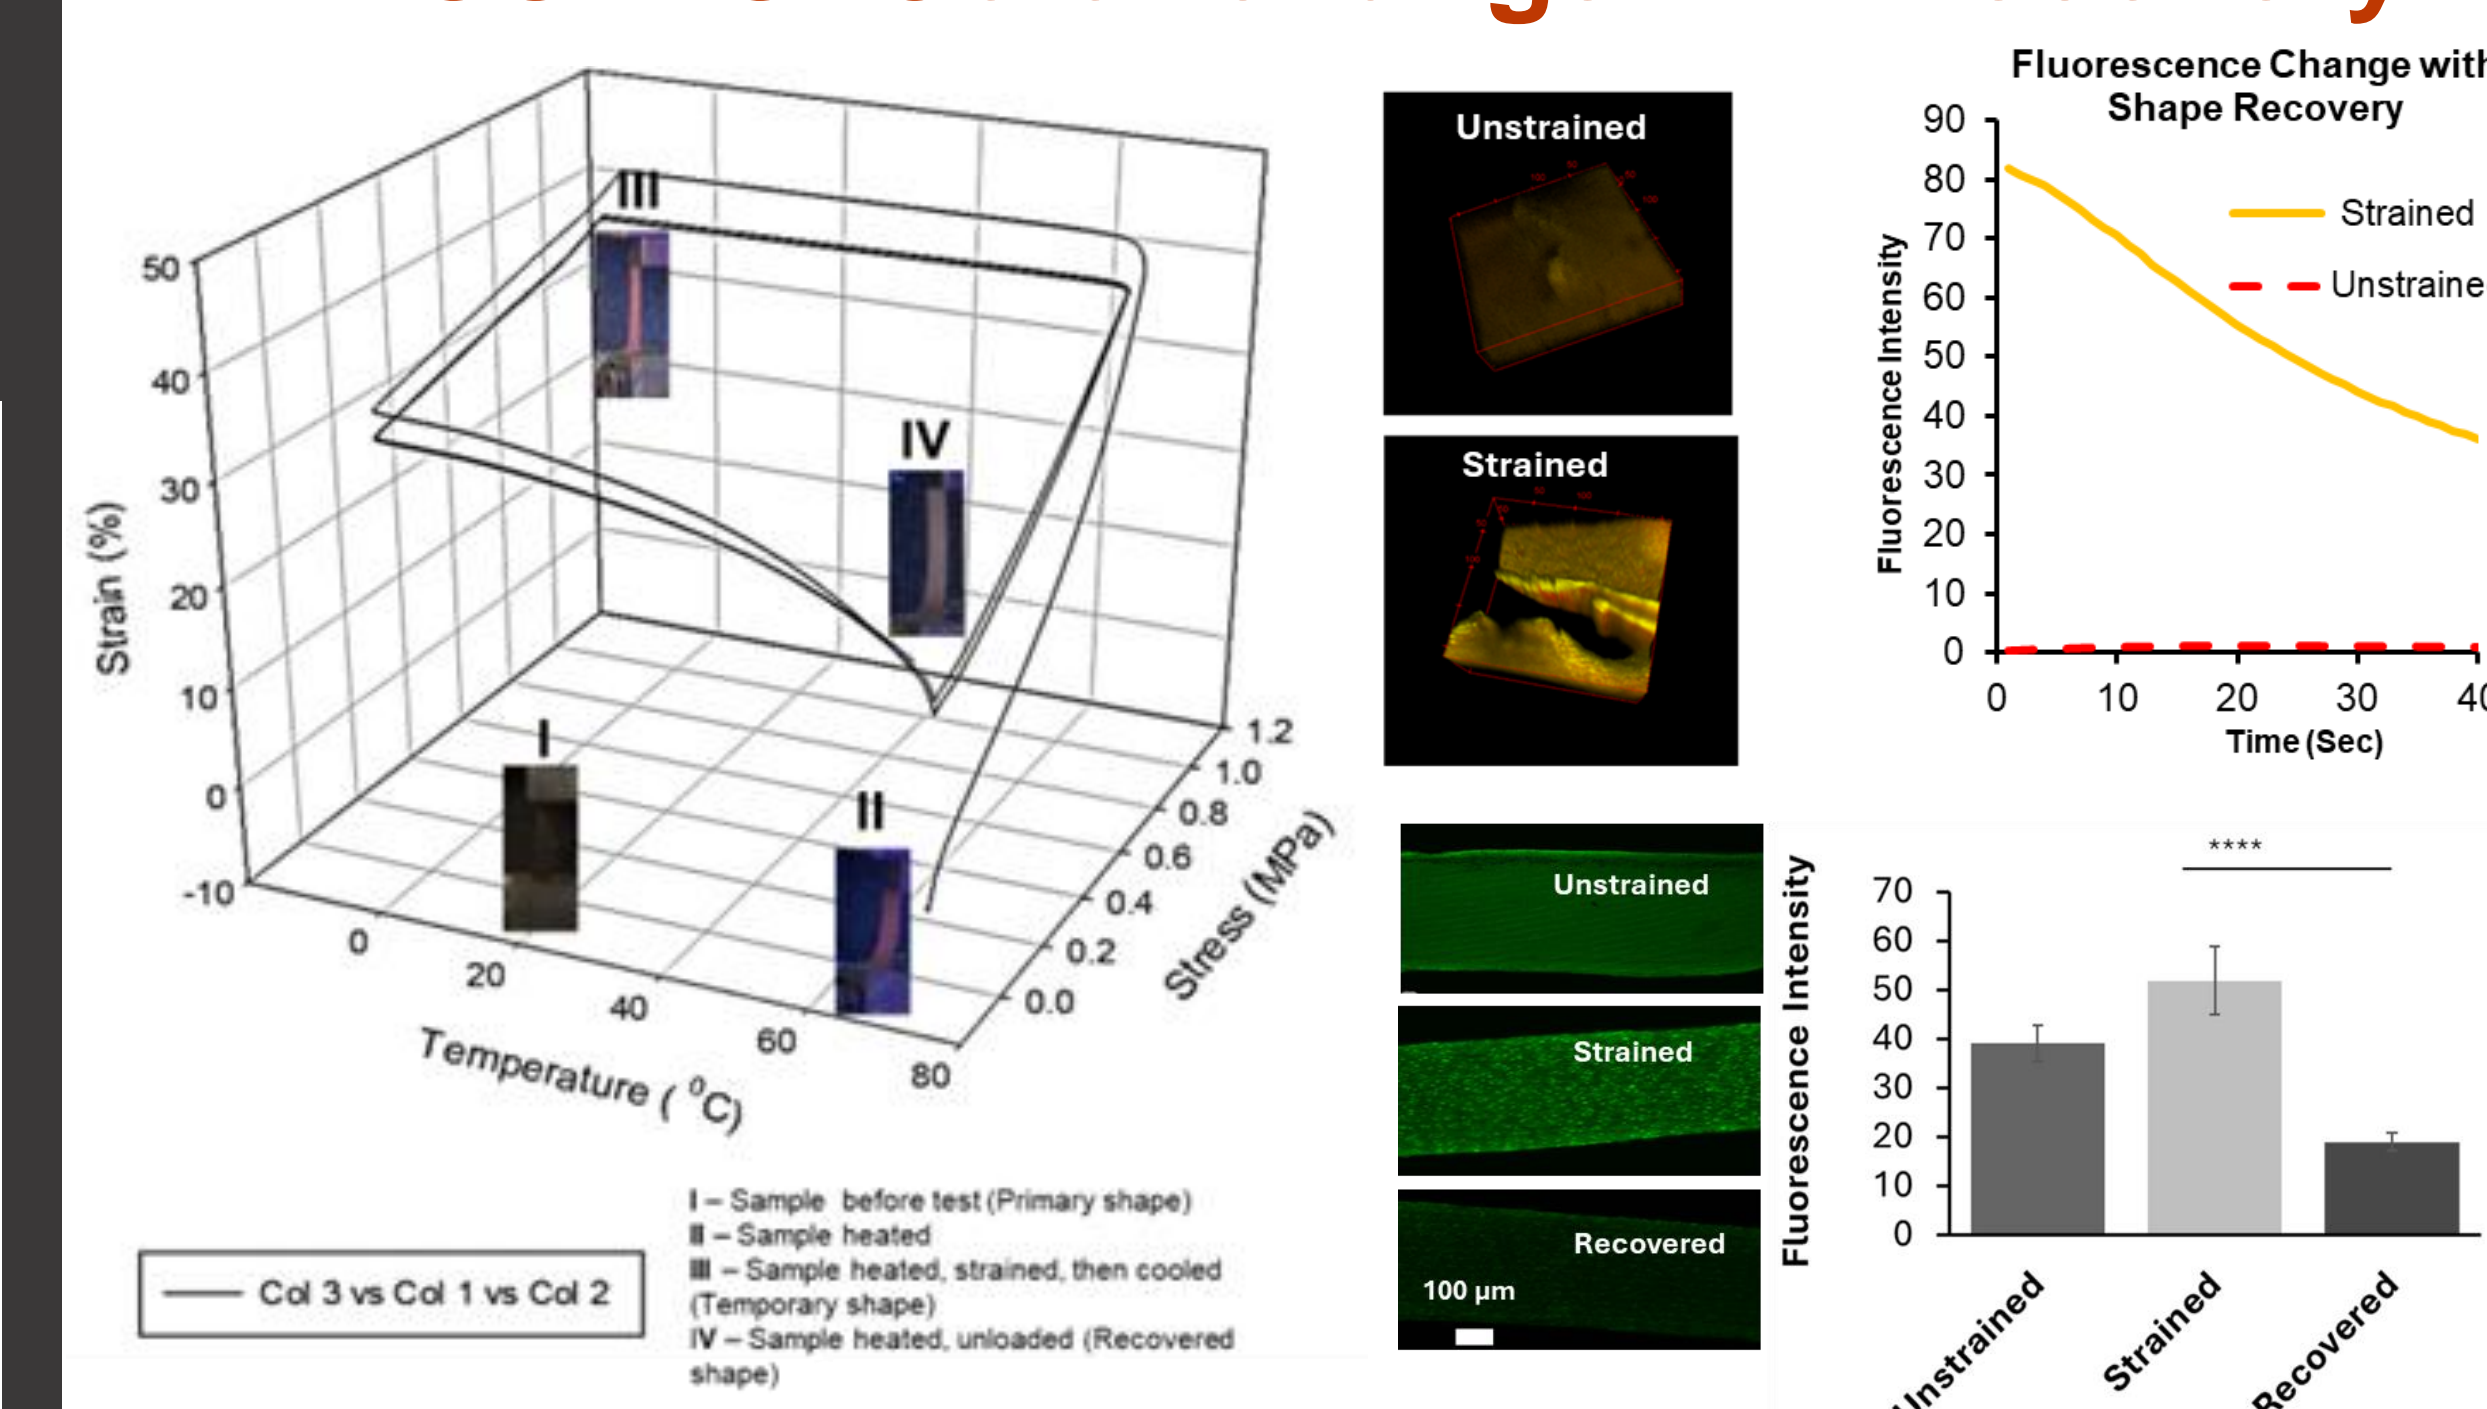 III
IV
I
II
50
40
30
20
10
0
-10
Strain (%)
0
20
40
60
80
Temperature ( ⁰C)
1.2
1.0
0.8
0.6
0.4
0.2
0.0
Stress (MPa)
Col 3 vs Col 1 vs Col 2
I – Sample before test (Primary shape)
II – Sample heated
III – Sample heated, strained, then cooled
(Temporary shape)
IV – Sample heated, unloaded (Recovered
shape)
Unstrained
Strained
Fluorescence Change with
Shape Recovery
90
80
70
60
50
40
30
20
10
0
Fluorescence Intensity
Strained
Unstraine
0
10
20
30
40
Time (Sec)
Unstrained
Strained
Recovered
100 µm
****
70
60
50
40
30
20
10
0
Fluorescence Intensity
Unstrained
Strained
Recovered